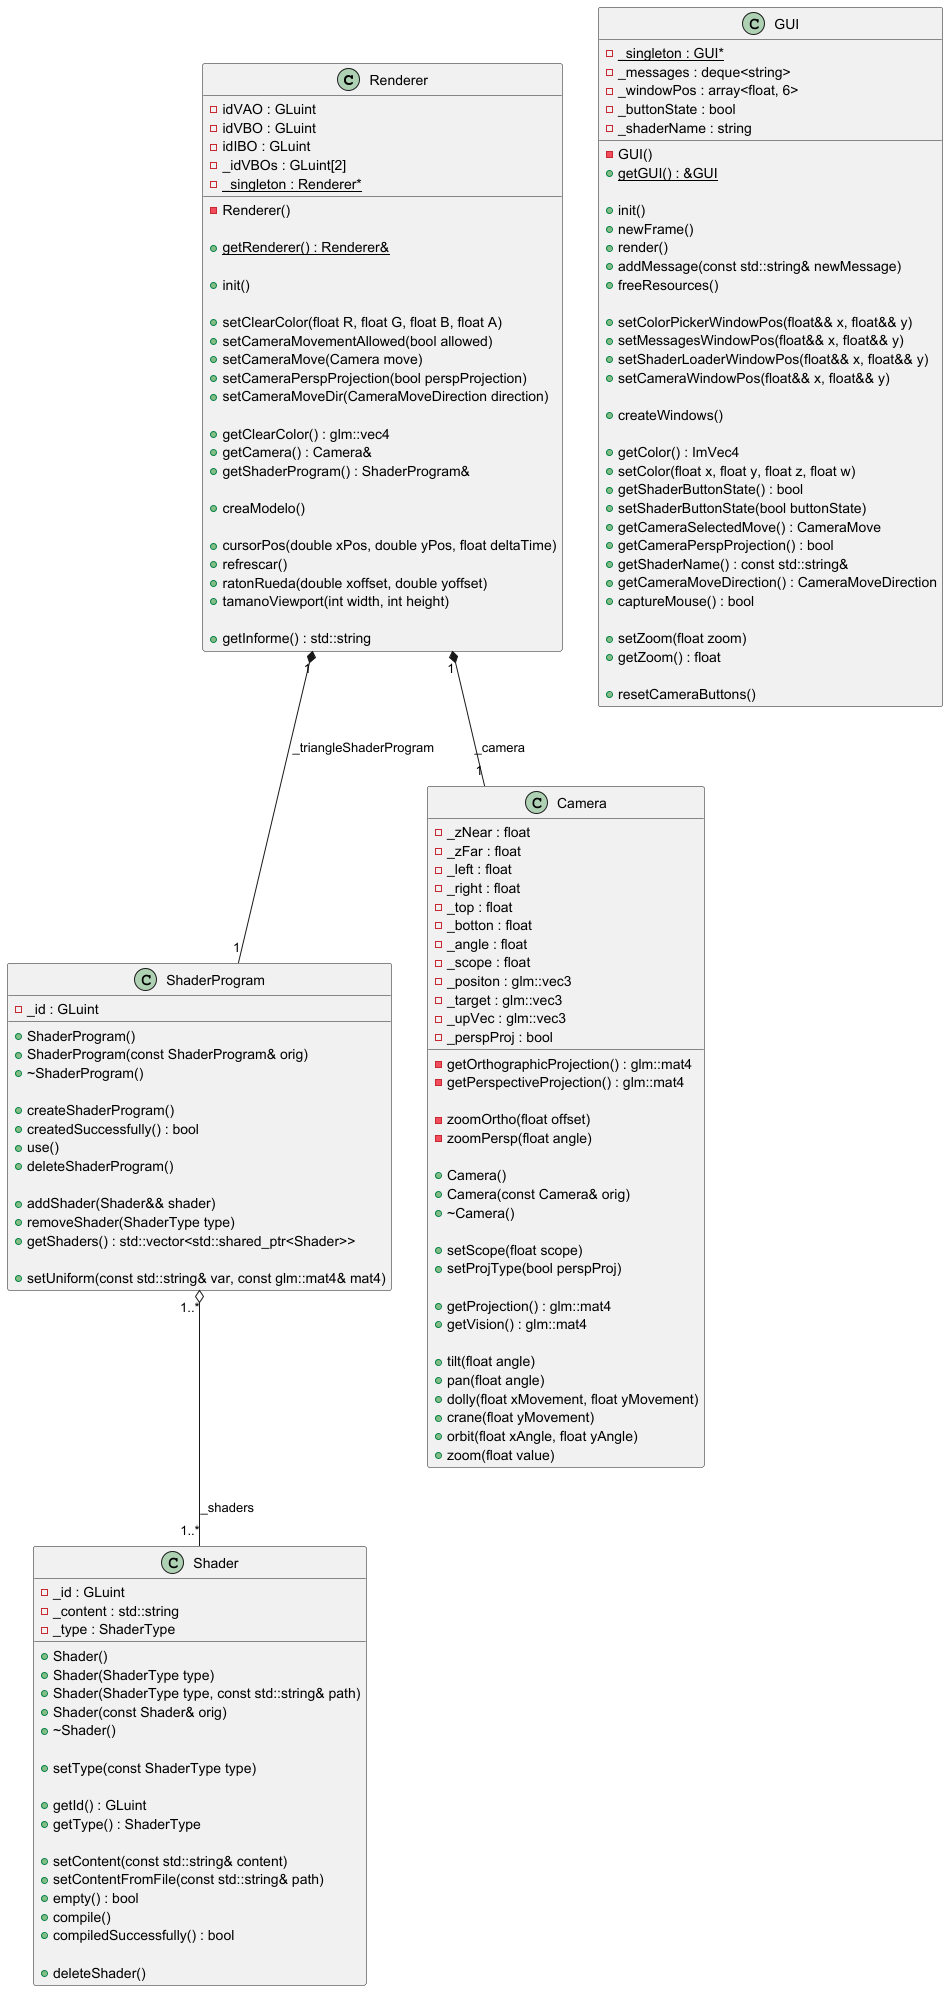 C Renderer
idVAO : GLuint
idVBO : GLuint
idIBO : GLuint
_idVBOs : GLuint[2]
_singleton : Renderer*
Renderer()
getRenderer() : Renderer&
init()
setClearColor(float R, float G, float B, float A)
setCameraMovementAllowed(bool allowed)
setCameraMove(Camera move)
setCameraPerspProjection(bool perspProjection)
setCameraMoveDir(CameraMoveDirection direction)
getClearColor() : glm::vec4
getCamera() : Camera&
getShaderProgram() : ShaderProgram&
creaModelo()
cursorPos(double xPos, double yPos, float deltaTime)
refrescar()
ratonRueda(double xoffset, double yoffset)
tamanoViewport(int width, int height)
getInforme() : std::string
C GUI
_singleton : GUI*
_messages : deque<string>
_windowPos : array<float, 6>
_buttonState : bool
_shaderName : string
GUI()
getGUI() : &GUI
init()
newFrame()
render()
addMessage(const std::string& newMessage)
freeResources()
setColorPickerWindowPos(float&& x, float&& y)
setMessagesWindowPos(float&& x, float&& y)
setShaderLoaderWindowPos(float&& x, float&& y)
setCameraWindowPos(float&& x, float&& y)
createWindows()
getColor() : ImVec4
setColor(float x, float y, float z, float w)
getShaderButtonState() : bool
setShaderButtonState(bool buttonState)
getCameraSelectedMove() : CameraMove
getCameraPerspProjection() : bool
getShaderName() : const std::string&
getCameraMoveDirection() : CameraMoveDirection
captureMouse() : bool
setZoom(float zoom)
getZoom() : float
resetCameraButtons()
1
1
_triangleShaderProgram
_camera
1
1
C Camera
_zNear : float
_zFar : float
_left : float
_right : float
_top : float
_botton : float
_angle : float
_scope : float
_positon : glm::vec3
_target : glm::vec3
_upVec : glm::vec3
_perspProj : bool
getOrthographicProjection() : glm::mat4
getPerspectiveProjection() : glm::mat4
zoomOrtho(float offset)
zoomPersp(float angle)
Camera()
Camera(const Camera& orig)
~Camera()
setScope(float scope)
setProjType(bool perspProj)
getProjection() : glm::mat4
getVision() : glm::mat4
tilt(float angle)
pan(float angle)
dolly(float xMovement, float yMovement)
crane(float yMovement)
orbit(float xAngle, float yAngle)
zoom(float value)
C ShaderProgram
_id : GLuint
ShaderProgram()
ShaderProgram(const ShaderProgram& orig)
~ShaderProgram()
createShaderProgram()
createdSuccessfully() : bool
use()
deleteShaderProgram()
addShader(Shader&& shader)
removeShader(ShaderType type)
getShaders() : std::vector<std::shared_ptr<Shader>>
setUniform(const std::string& var, const glm::mat4& mat4)
1..*
_shaders
1..*
C Shader
_id : GLuint
_content : std::string
_type : ShaderType
Shader()
Shader(ShaderType type)
Shader(ShaderType type, const std::string& path)
Shader(const Shader& orig)
~Shader()
setType(const ShaderType type)
getId() : GLuint
getType() : ShaderType
setContent(const std::string& content)
setContentFromFile(const std::string& path)
empty() : bool
compile()
compiledSuccessfully() : bool
deleteShader()